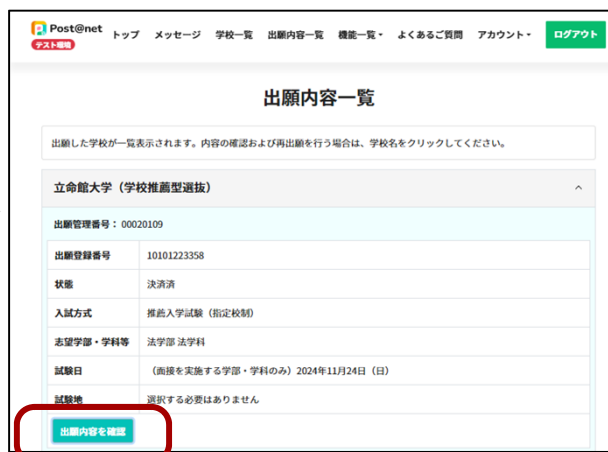 Post@net
テスト環境
トップ メッセージ 学校一覧 出願内容一覧 機能一覧 よくあるご質問 アカウント ログアウト
出願内容一覧
出願した学校が一覧表示されます。内容の確認および再出願を行う場合は、学校名をクリックしてください。
立命館大学（学校推薦型選抜）
出願管理番号： 00020109
出願登録番号 10101223358
状態 決済済
入試方式 推薦入学試験（指定校制）
志望学部・学科等 法学部 法学科
試験日 （面接を実施する学部・学科のみ）2024年11月24日（日）
試験地 選択する必要はありません
出願内容を確認